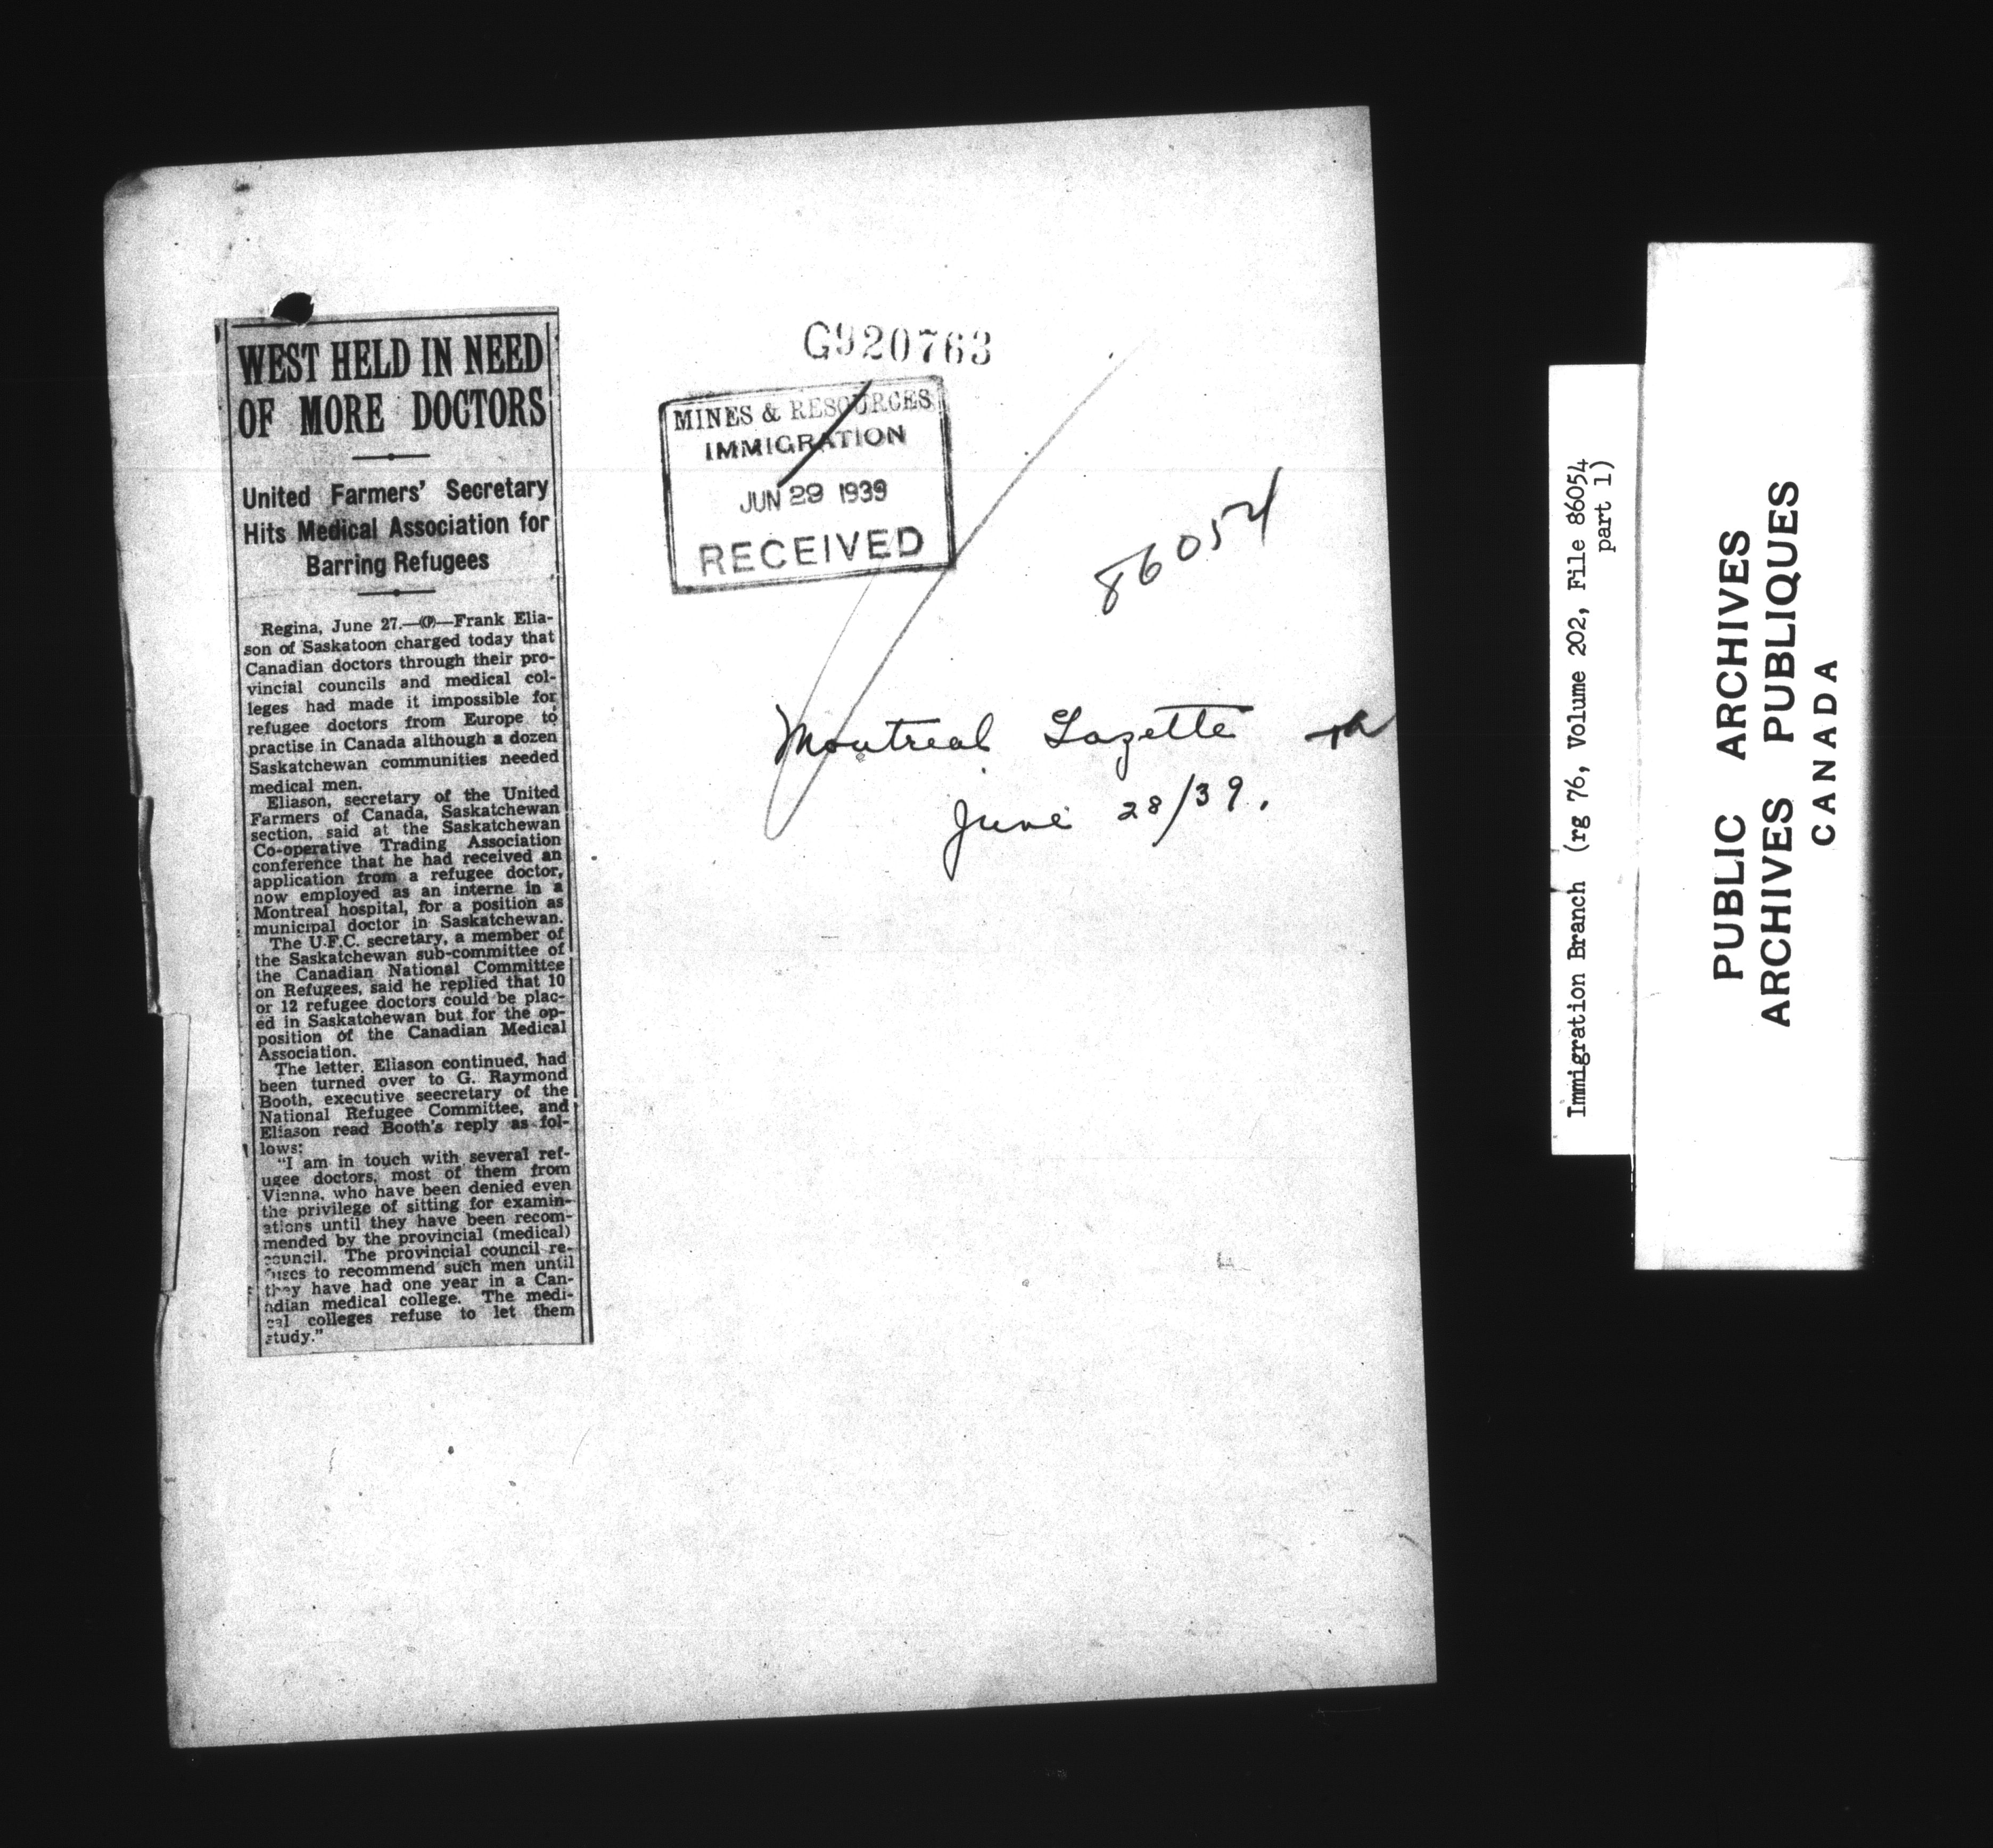 WEST HELD IN NEED
OF MORE DOCTORS
United Farmers' Secretary
Hits Medical Association for
Barring Refugees
Regina, June 27.—(CP)—Frank Elia-
son of Saskatoon charged today that
Canadian doctors through their pro-
vincial councils and medical col-
leges had made it impossible for
refugee doctors from Europe to
practise in Canada although a dozen
Saskatchewan communities needed
medical men.
Eliason, secretary of the United
Farmers of Canada, Saskatchewan
section, said at the Saskatchewan
Co-operative Trading Association
conference that he had received an
application from a refugee doctor,
now employed as an interne in a
Montreal hospital, for a position as
municipal doctor in Saskatchewan.
The U.F.C. secretary, a member of
the Saskatchewan sub-committee of
the Canadian National Committee
on Refugees, said he replied that 10
or 12 refugee doctors could be plac-
ed in Saskatchewan but for the op-
position of the Canadian Medical
Association.
The letter, Eliason continued, had
been turned over to G. Raymond
Booth, executive seecretary of the
National Refugee Committee, and
Eliason read Booth's reply as fol-
lows:
"I am in touch with several ref-
ugee doctors, most of them from
Vienna, who have been denied even
the privilege of sitting for examin-
ations until they have been recom-
mended by the provincial (medical)
council. The provincial council re-
fuses to recommend such men until
they have had one year in a Can-
adian medical college. The medi-
cal colleges refuse to let them
study."
G920763
MINES & RESOURCES
IMMIGRATION
JUN 29 1939
RECEIVED
86054
Montreal Gazette
June 28/39.
Immigration Branch (rg 76, Volume 202, File 86054
part 1)
PUBLIC ARCHIVES
ARCHIVES PUBLIQUES
CANADA